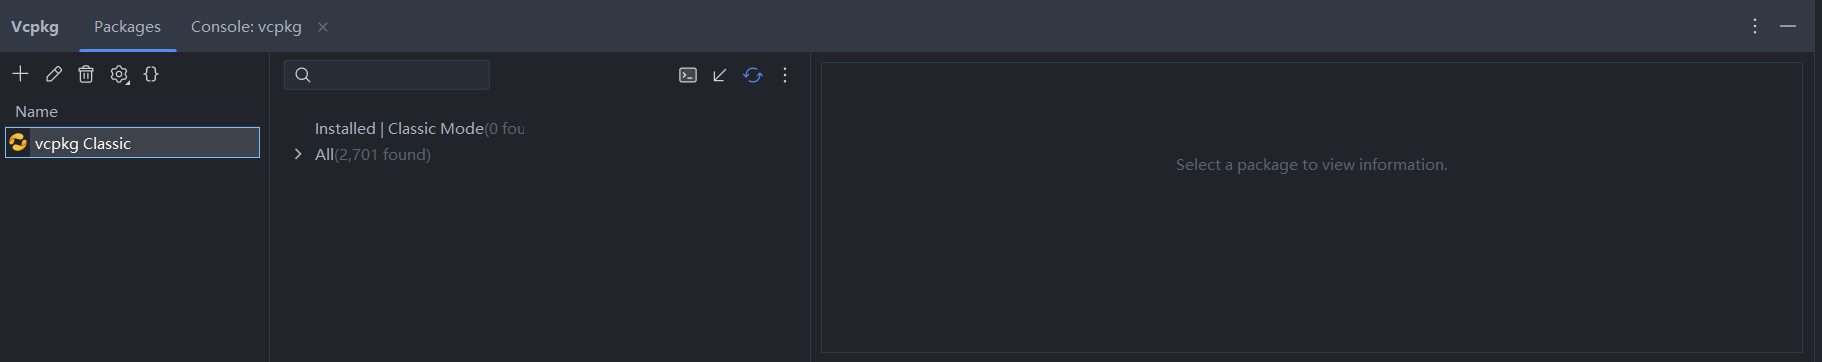 Vcpkg Packages Console: vcpkg
Name
vcpkg Classic
Installed | Classic Mode(0 fou
All(2,701 found)
Select a package to view information.